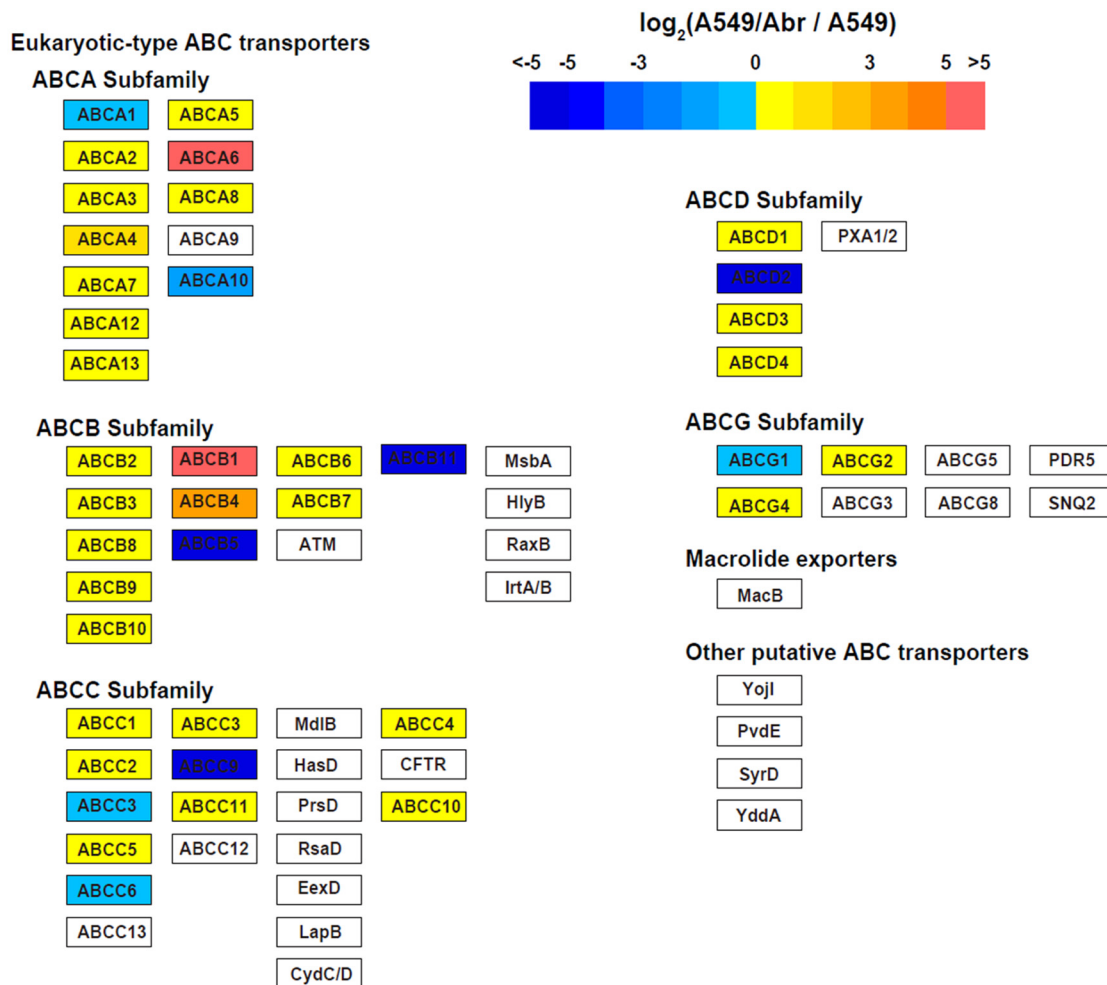 Eukaryotic-type ABC transporters
log2(A549/Abr / A549)
<-5 -5 -3 0 3 5 >5
ABCA Subfamily
ABCA1 ABCA5
ABCA2 ABCA6
ABCA3 ABCA8
ABCA4 ABCA9
ABCA7 ABCA10
ABCA12
ABCA13
ABCB Subfamily
ABCB2 ABCB1 ABCB6 ABCB11 MsbA
ABCB3 ABCB4 ABCB7 HlyB
ABCB8 ABCB5 ATM RaxB
ABCB9 IrtA/B
ABCB10
ABCC Subfamily
ABCC1 ABCC3 MdlB ABCC4
ABCC2 ABCC9 HasD CFTR
ABCC3 ABCC11 PrsD ABCC10
ABCC5 ABCC12 RsaD
ABCC6 EexD
ABCC13 LapB
CydC/D
ABCD Subfamily
ABCD1 PXA1/2
ABCD2
ABCD3
ABCD4
ABCG Subfamily
ABCG1 ABCG2 ABCG5 PDR5
ABCG4 ABCG3 ABCG8 SNQ2
Macrolide exporters
MacB
Other putative ABC transporters
YojI
PvdE
SyrD
YddA